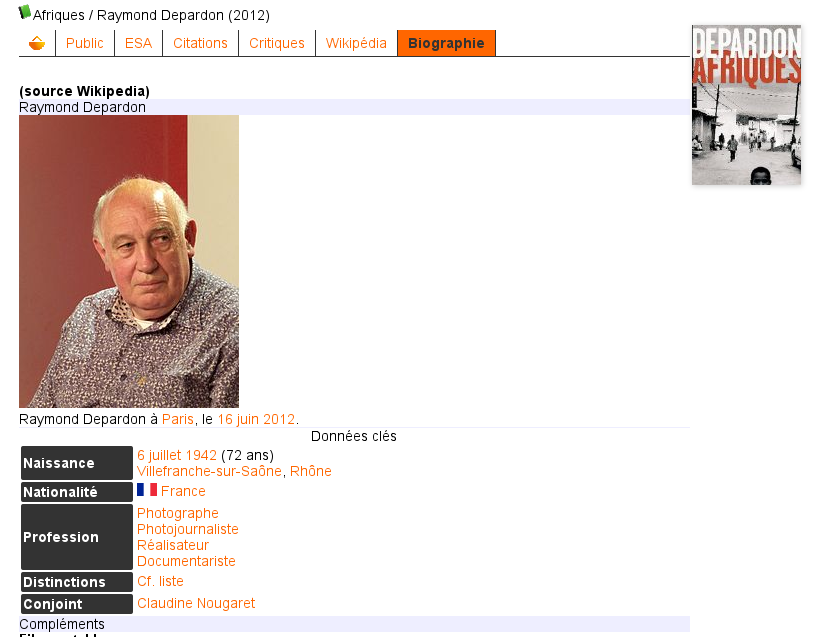 Afriques / Raymond Depardon (2012)
Public
ESA
Citations
Critiques
Wikipédia
Biographie
DEPARDON
AFRIQUES
(source Wikipedia)
Raymond Depardon
Raymond Depardon à Paris, le 16 juin 2012.
Données clés
Naissance
6 juillet 1942 (72 ans)
Villefranche-sur-Saône, Rhône
Nationalité
France
Profession
Photographe
Photojournaliste
Réalisateur
Documentariste
Distinctions
Cf. liste
Conjoint
Claudine Nougaret
Compléments